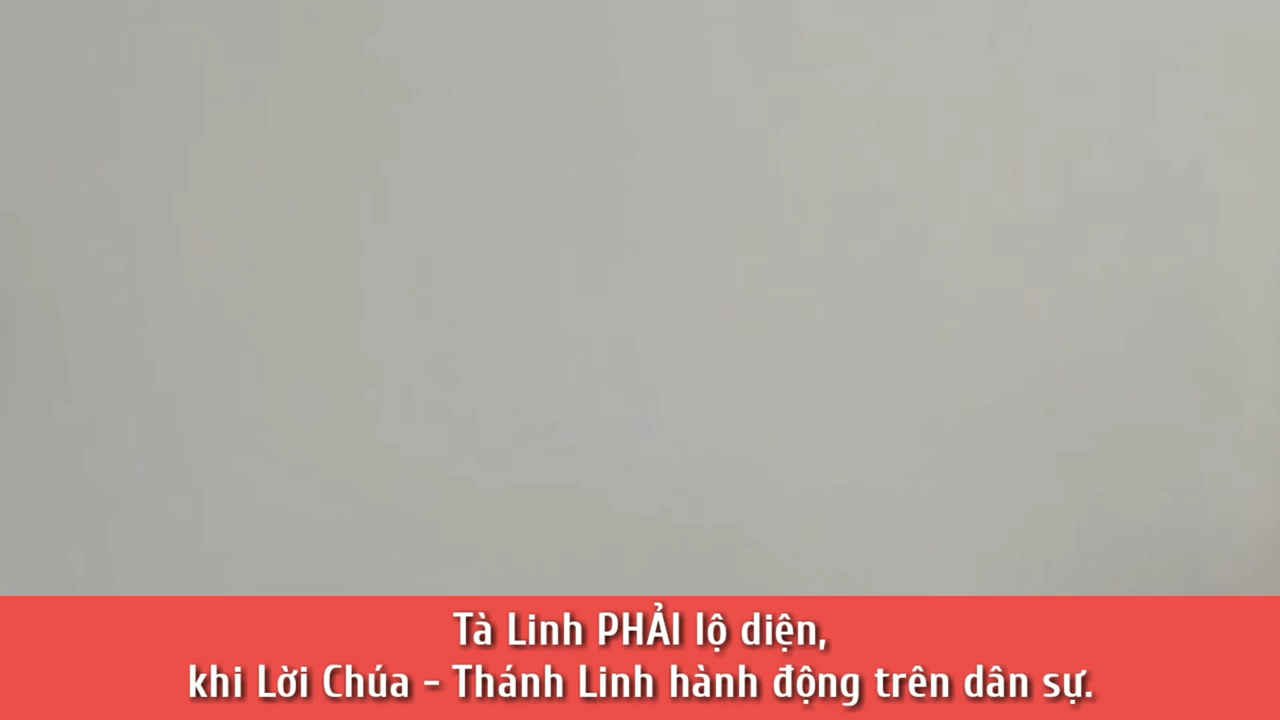 Tà Linh PHẢI lộ diện,
khi Lời Chúa - Thánh Linh hành động trên dân sự.